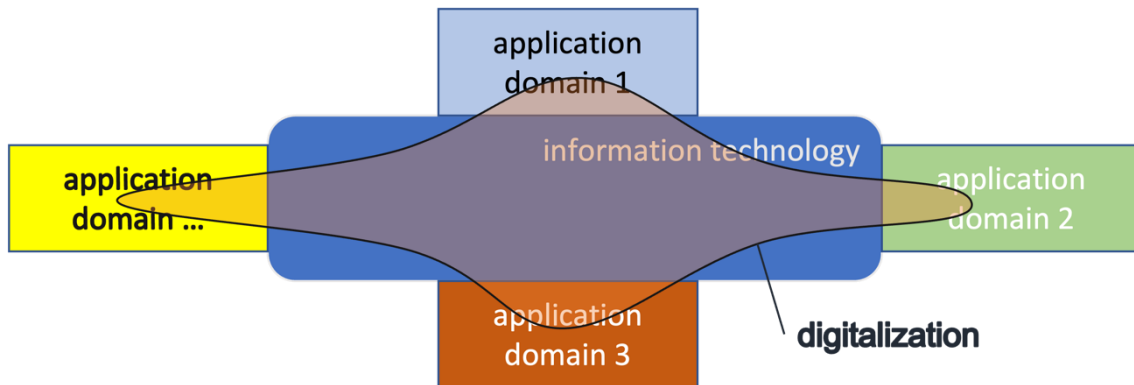 application
domain 1
information technology
application
domain ...
application
domain 2
application
domain 3
digitalization